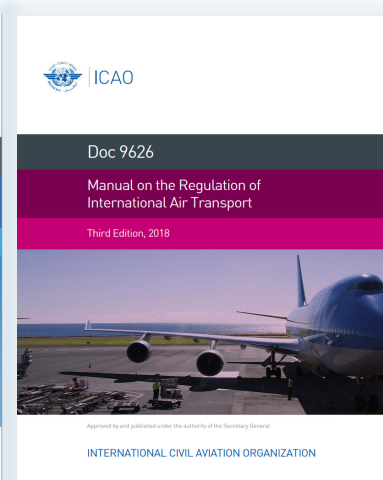 ICAO
Doc 9626
Manual on the Regulation of
International Air Transport
Third Edition, 2018
Approved by and published under the authority of the Secretary General
INTERNATIONAL CIVIL AVIATION ORGANIZATION